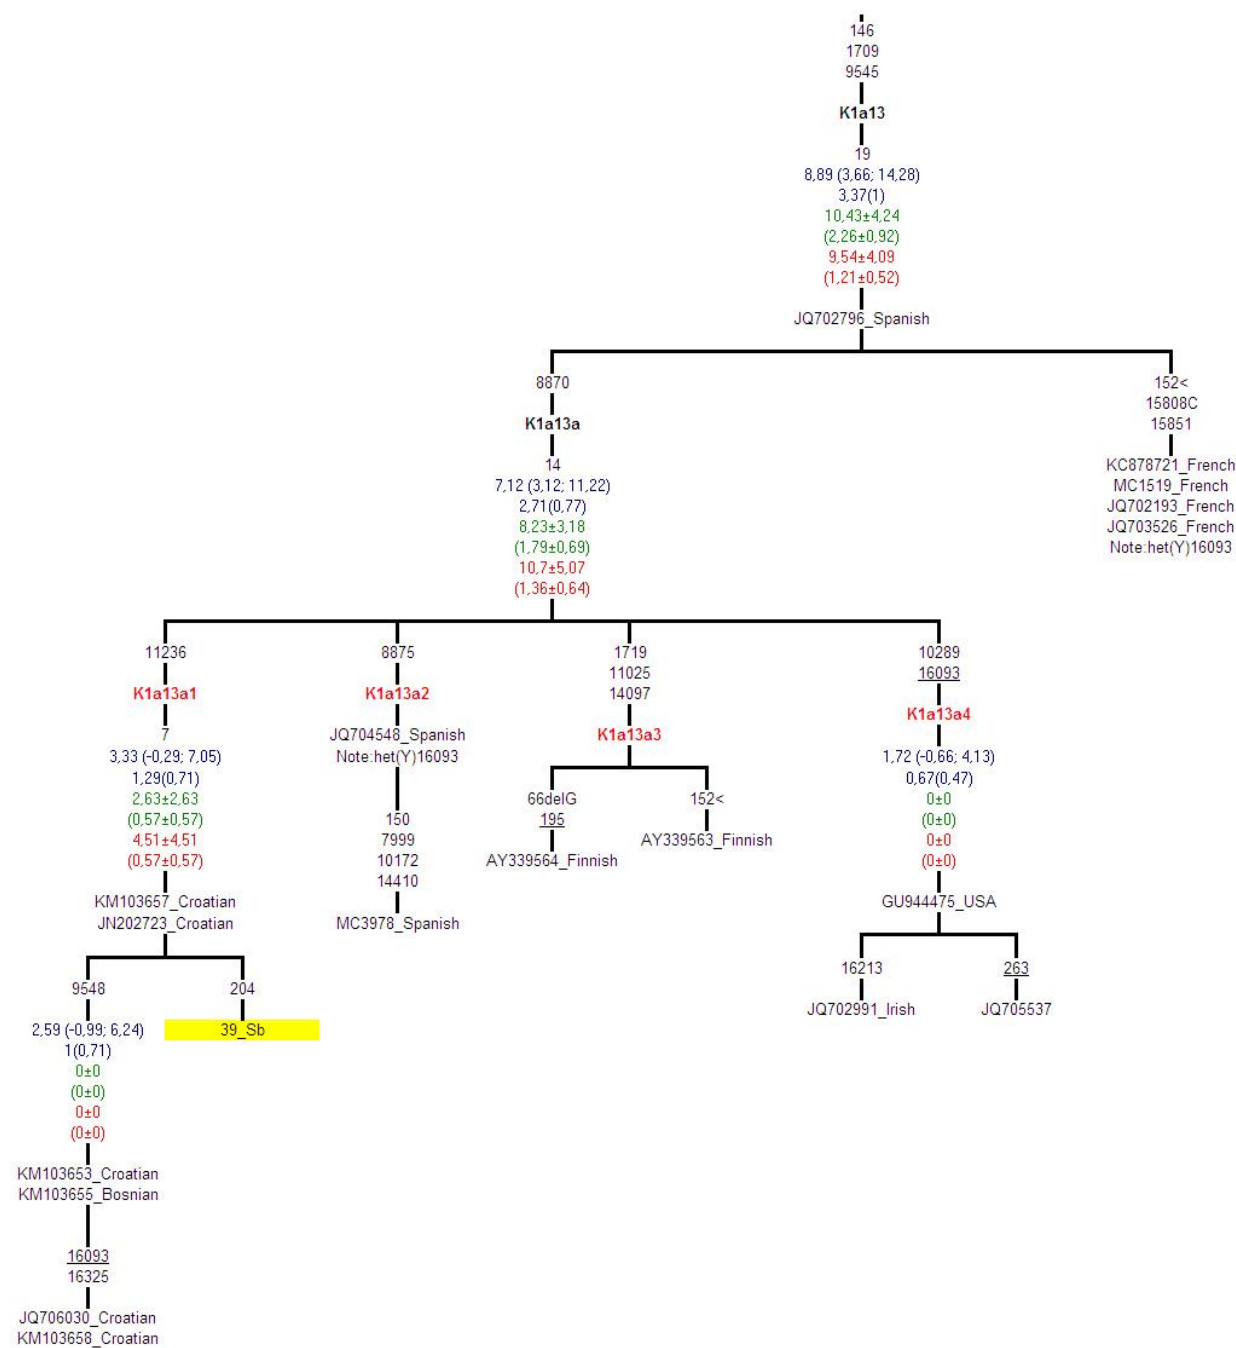 146
1709
9545
K1a13
19
8,89 (3,66; 14,28)
3,37(1)
10,43±4,24
(2,26±0,92)
9,54±4,09
(1,21±0,52)
JQ702796_Spanish
8870
K1a13a
14
7,12 (3,12; 11,22)
2,71(0,77)
8,23±3,18
(1,79±0,69)
10,7±5,07
(1,36±0,64)
152<
15808C
15851
KC878721_French
MC1519_French
JQ702193_French
JQ703526_French
Note:het(Y)16093
11236
K1a13a1
7
3,33 (-0,29; 7,05)
1,29(0,71)
2,63±2,63
(0,57±0,57)
4,51±4,51
(0,57±0,57)
KM103657_Croatian
JN202723_Croatian
9548
2,59 (-0,99; 6,24)
1(0,71)
0±0
(0±0)
0±0
(0±0)
KM103653_Croatian
KM103655_Bosnian
16093
16325
JQ706030_Croatian
KM103658_Croatian
204
39_Sb
8875
K1a13a2
JQ704548_Spanish
Note:het(Y)16093
150
7999
10172
14410
MC3978_Spanish
1719
11025
14097
K1a13a3
66delG
195
AY339564_Finnish
152<
AY339563_Finnish
10289
16093
K1a13a4
1,72 (-0,66; 4,13)
0,67(0,47)
0±0
(0±0)
0±0
(0±0)
GU944475_USA
16213
JQ702991_Irish
263
JQ705537